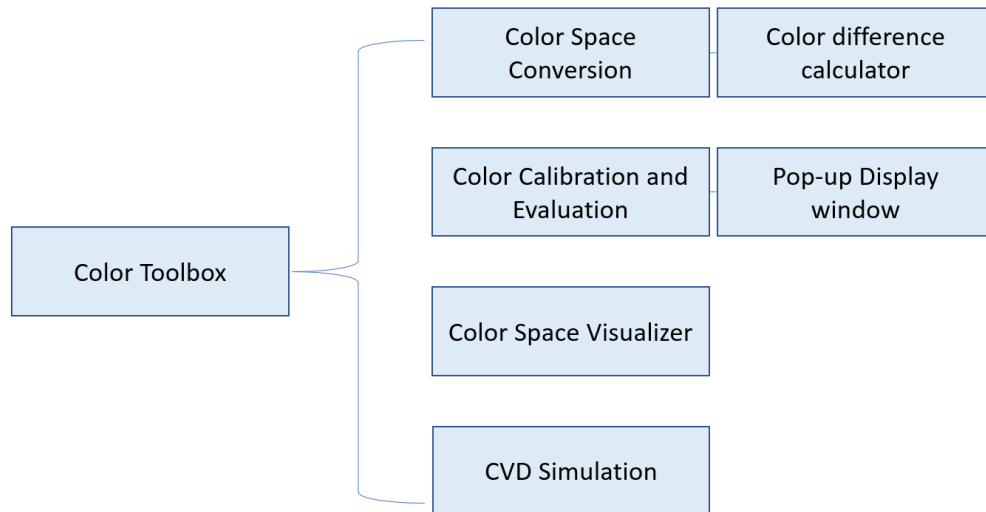 Color Space
Conversion
Color difference
calculator
Color Calibration and
Evaluation
Pop-up Display
window
Color Toolbox
Color Space Visualizer
CVD Simulation